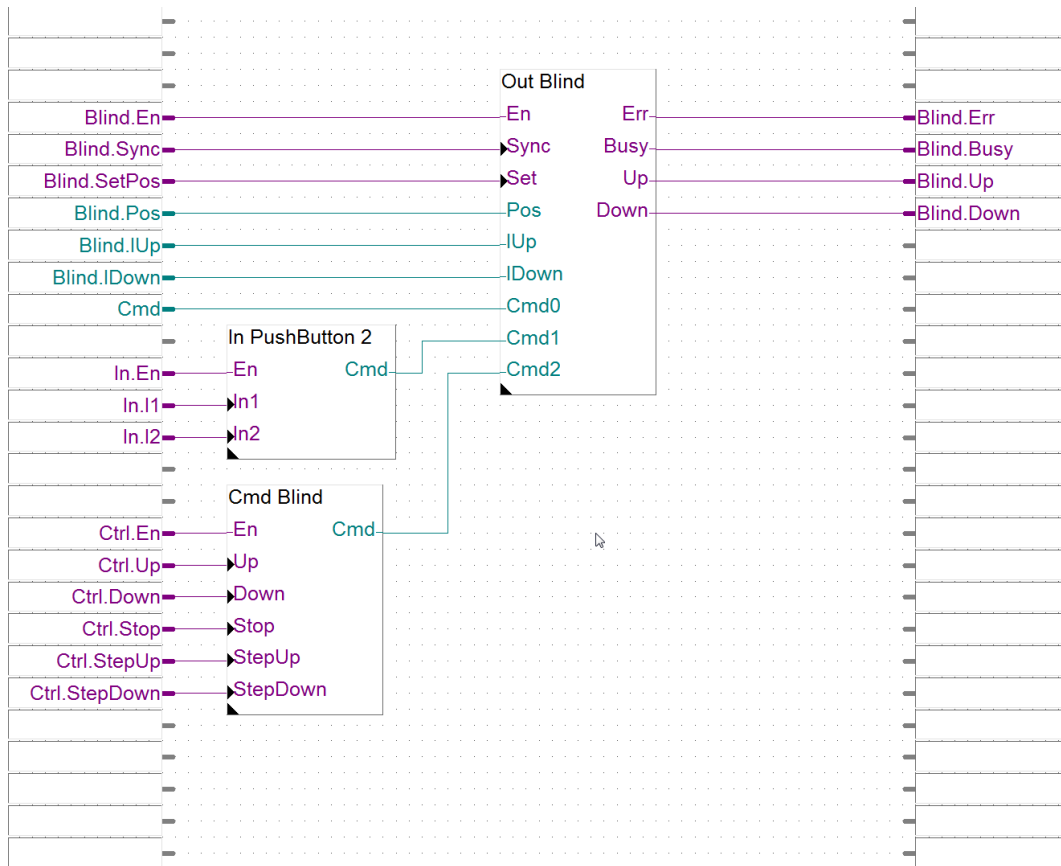 Out Blind
Blind.En En Err Blind.Err
Blind.Sync Sync Busy Blind.Busy
Blind.SetPos Set Up Blind.Up
Blind.Pos Pos Down Blind.Down
Blind.IUp IUp
Blind.IDown IDown
Cmd Cmd0
In PushButton 2 Cmd1
In.En En Cmd Cmd2
In.I1 In1
In.I2 In2
Cmd Blind
Ctrl.En En Cmd
Ctrl.Up Up
Ctrl.Down Down
Ctrl.Stop Stop
Ctrl.StepUp StepUp
Ctrl.StepDown StepDown